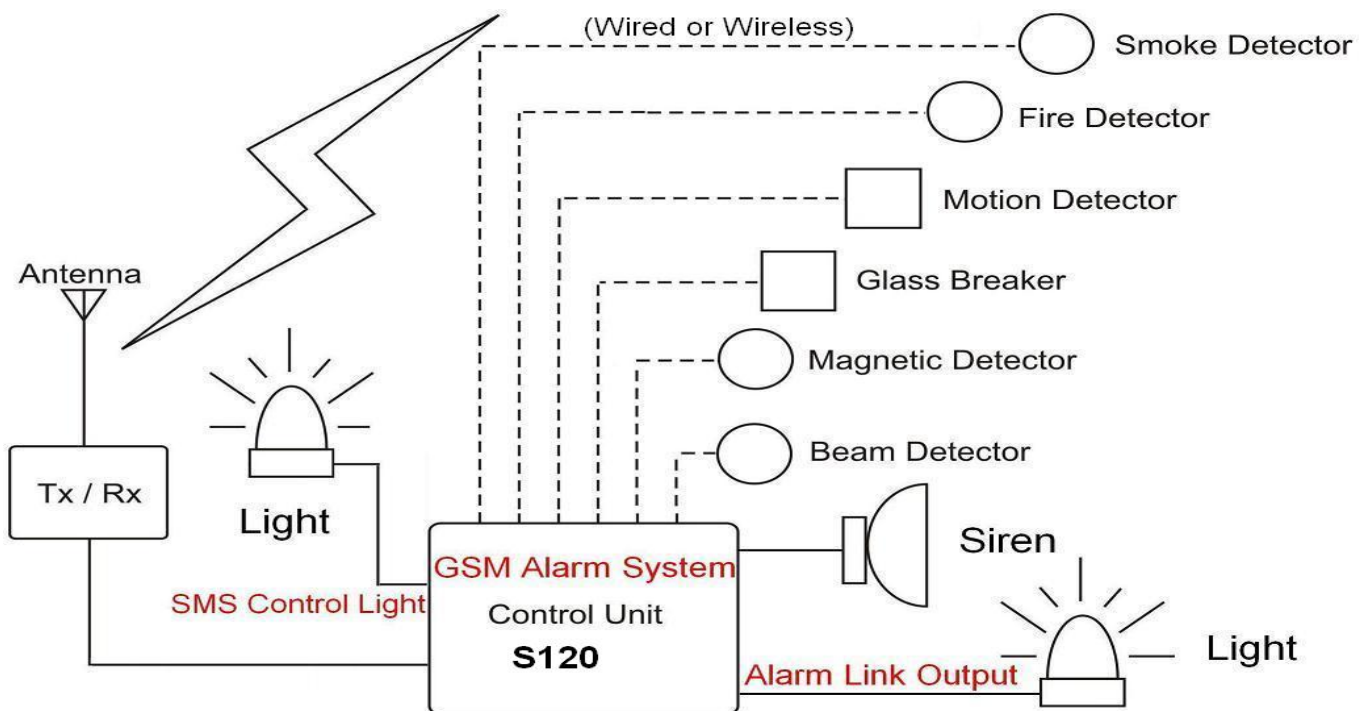 (Wired or Wireless)
Smoke Detector
Fire Detector
Motion Detector
Antenna
Glass Breaker
Magnetic Detector
Beam Detector
Tx / Rx
Light
GSM Alarm System
Siren
SMS Control Light
Control Unit
S120
Light
Alarm Link Output